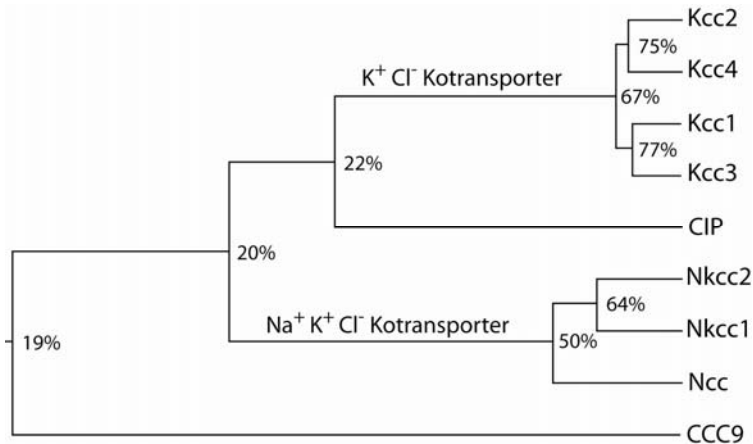 Kcc2
75%
K⁺ Cl⁻ Kotransporter
Kcc4
67%
Kcc1
77%
Kcc3
22%
CIP
20%
Nkcc2
64%
Na⁺ K⁺ Cl⁻ Kotransporter
Nkcc1
50%
19%
Ncc
CCC9